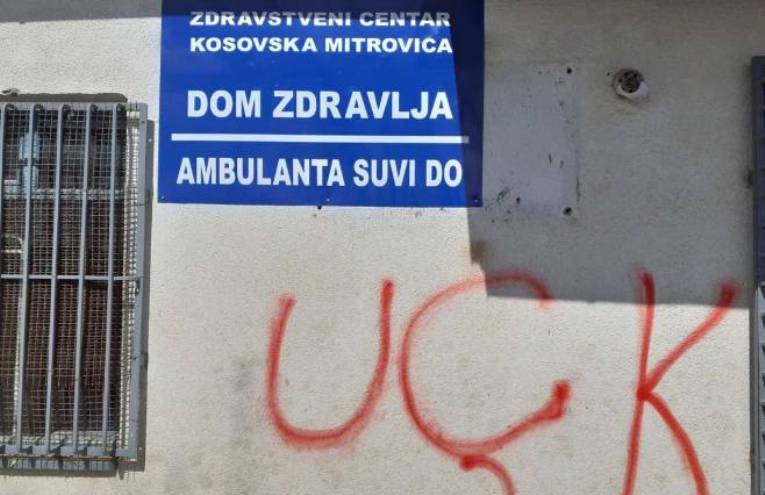 ZDRAVSTVENI CENTAR
KOSOVSKA MITROVICA
DOM ZDRAVLJA
AMBULANTA SUVI DO
UÇK